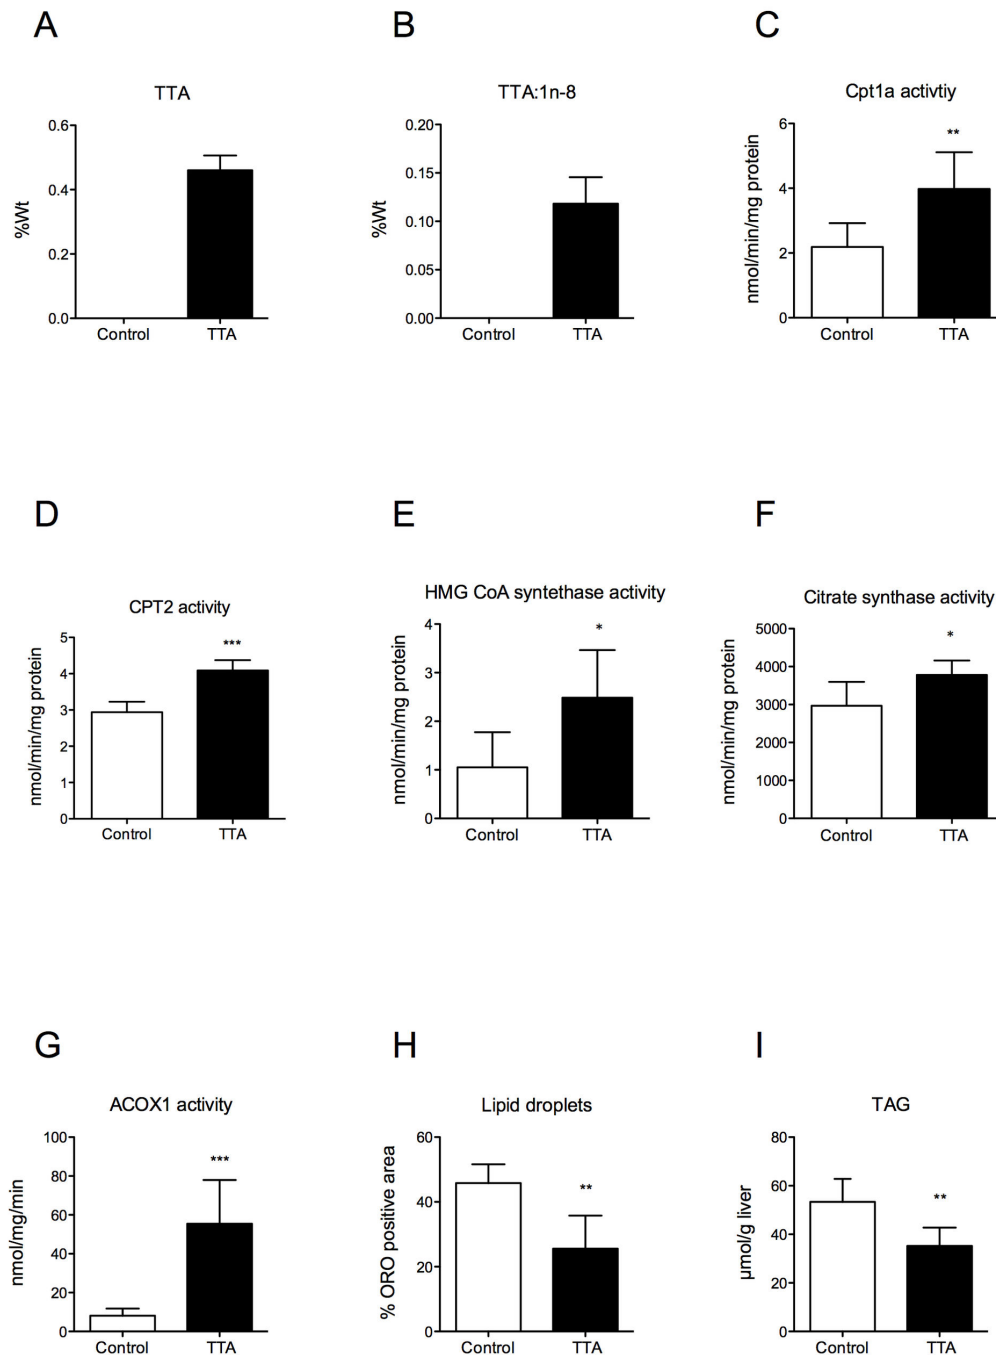 A
B
C
TTA
TTA:1n-8
Cpt1a activtiy
%Wt
0.6
0.4
0.2
0.0
Control
TTA
%Wt
0.20
0.15
0.10
0.05
0.00
Control
TTA
nmol/min/mg protein
6
4
2
0
**
Control
TTA
D
E
F
CPT2 activity
HMG CoA syntethase activity
Citrate synthase activity
nmol/min/mg protein
5
4
3
2
1
0
***
Control
TTA
nmol/min/mg protein
4
3
2
1
0
*
Control
TTA
nmol/min/mg protein
5000
4000
3000
2000
1000
0
*
Control
TTA
G
H
I
ACOX1 activity
Lipid droplets
TAG
nmol/mg/min
100
80
60
40
20
0
***
Control
TTA
% ORO positive area
60
40
20
0
**
Control
TTA
µmol/g liver
80
60
40
20
0
**
Control
TTA